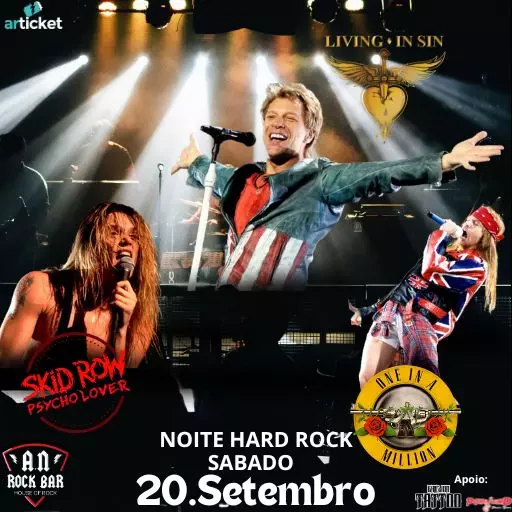 articket
LIVING IN SIN
SKID ROW
PSYCHO LOVER
ONE IN A
MILLION
NOITE HARD ROCK
SABADO
20.Setembro
A.N
ROCK BAR
HOUSE OF ROCK
Apoio:
TATTOO